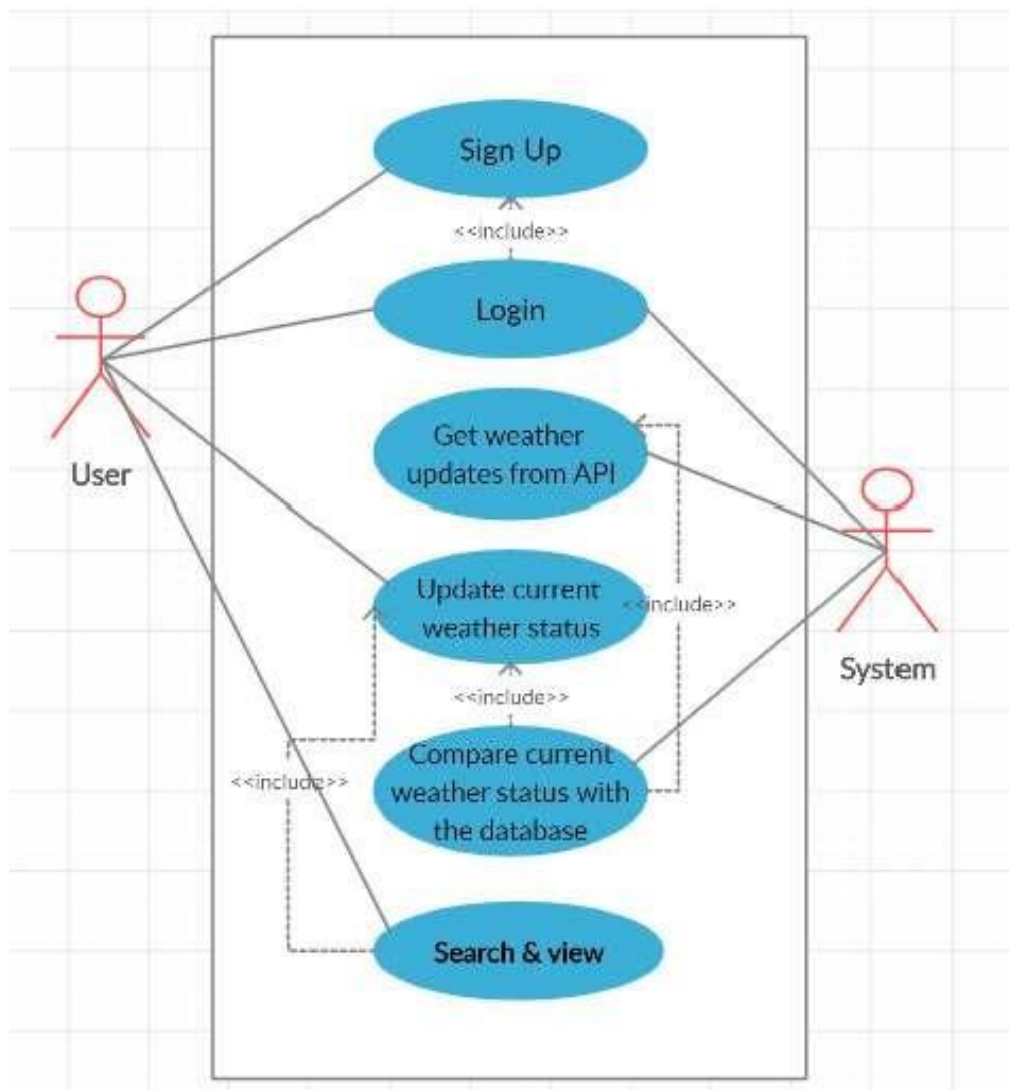 Sign Up
<<include>>
Login
User
Get weather
updates from API
Update current
weather status
<<include>>
System
<<include>>
Compare current
weather status with
the database
<<include>>
Search & view